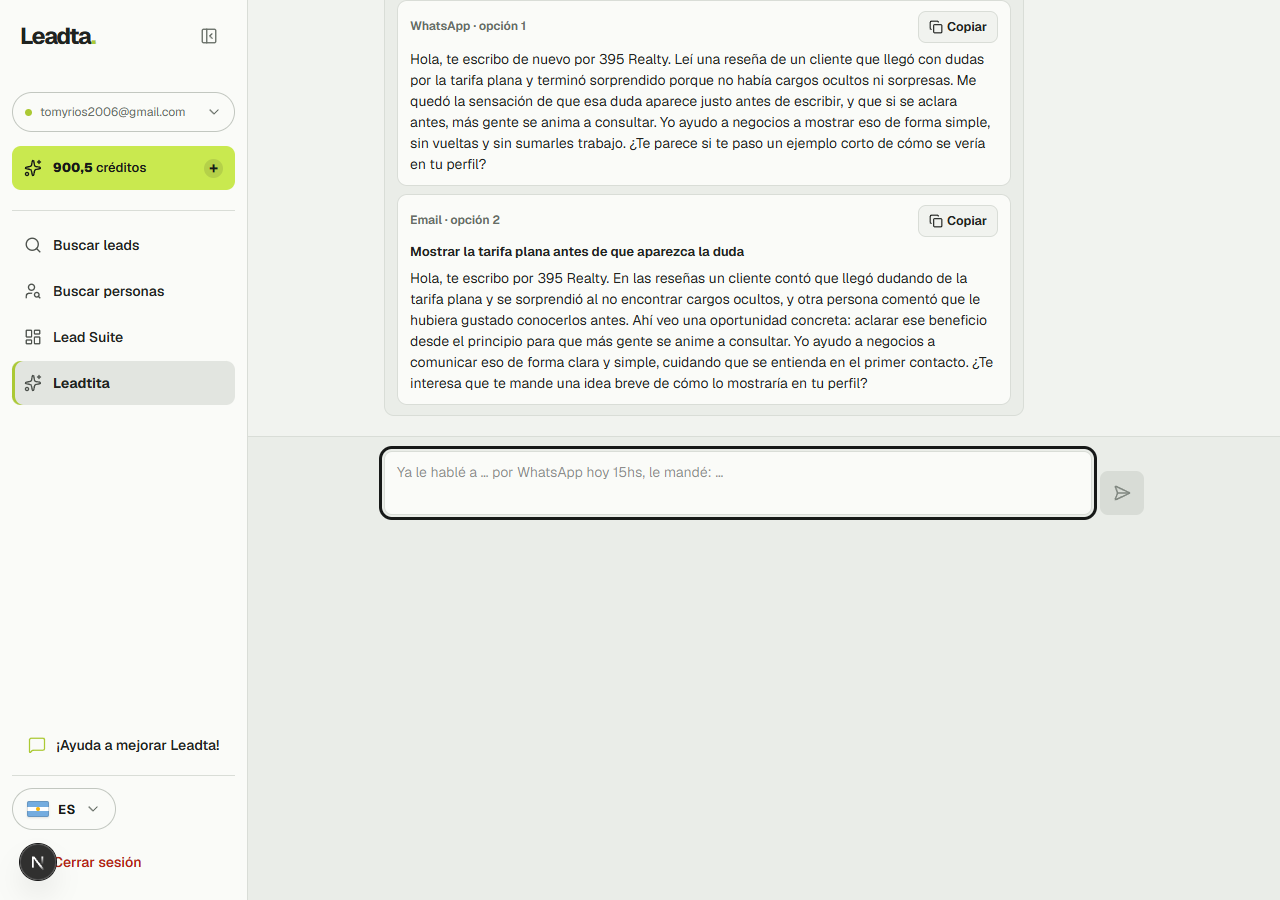 Leadta.
tomyrios2006@gmail.com
900,5 créditos
+
Buscar leads
Buscar personas
Lead Suite
Leadtita
¡Ayuda a mejorar Leadta!
ES
N
Cerrar sesión
WhatsApp · opción 1
Copiar
Hola, te escribo de nuevo por 395 Realty. Leí una reseña de un cliente que llegó con dudas
por la tarifa plana y terminó sorprendido porque no había cargos ocultos ni sorpresas. Me
quedó la sensación de que esa duda aparece justo antes de escribir, y que si se aclara
antes, más gente se anima a consultar. Yo ayudo a negocios a mostrar eso de forma simple,
sin vueltas y sin sumarles trabajo. ¿Te parece si te paso un ejemplo corto de cómo se vería
en tu perfil?
Email · opción 2
Copiar
Mostrar la tarifa plana antes de que aparezca la duda
Hola, te escribo por 395 Realty. En las reseñas un cliente contó que llegó dudando de la
tarifa plana y se sorprendió al no encontrar cargos ocultos, y otra persona comentó que le
hubiera gustado conocerlos antes. Ahí veo una oportunidad concreta: aclarar ese beneficio
desde el principio para que más gente se anime a consultar. Yo ayudo a negocios a
comunicar eso de forma clara y simple, cuidando que se entienda en el primer contacto. ¿Te
interesa que te mande una idea breve de cómo lo mostraría en tu perfil?
Ya le hablé a … por WhatsApp hoy 15hs, le mandé: …